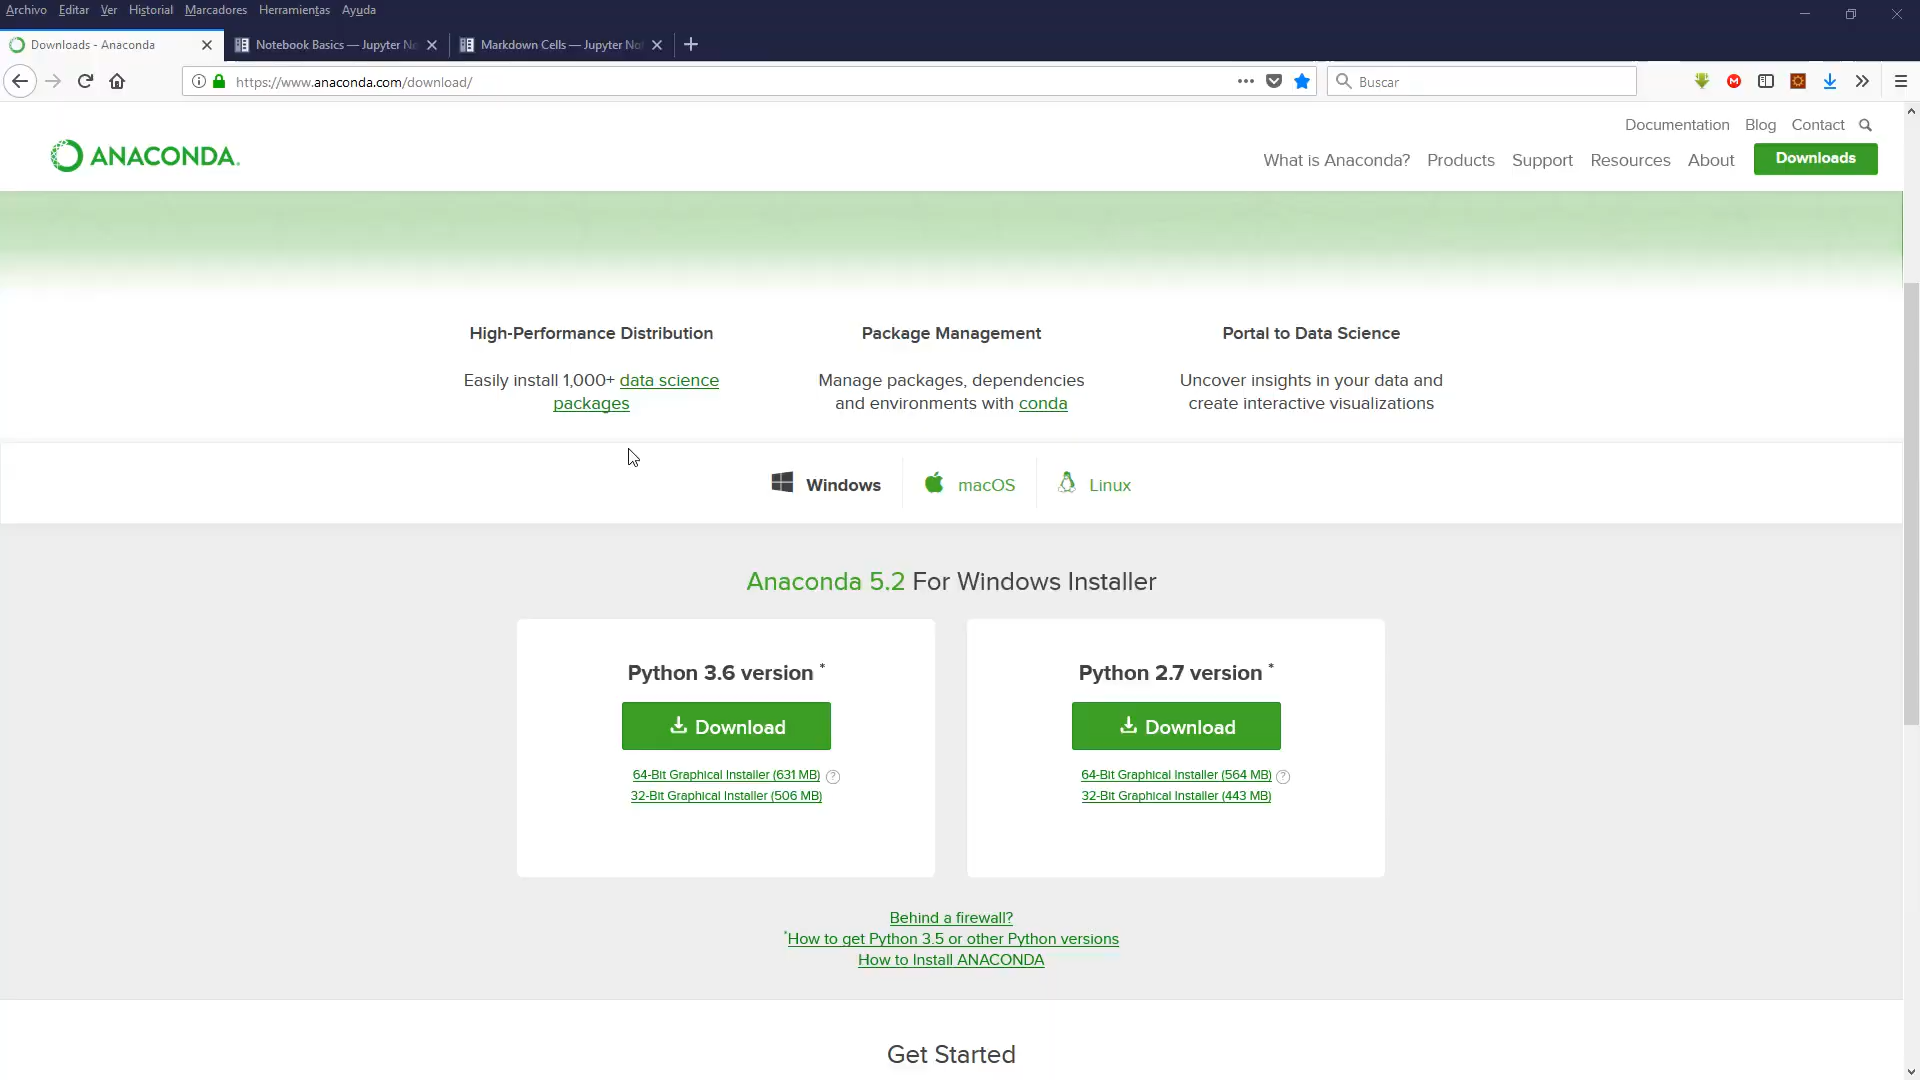 Archivo Editar Ver Historial Marcadores Herramientas Ayuda
Downloads - Anaconda
Notebook Basics — Jupyter No
Markdown Cells — Jupyter Not
https://www.anaconda.com/download/
Buscar
Documentation Blog Contact
ANACONDA.
What is Anaconda? Products Support Resources About Downloads
High-Performance Distribution
Easily install 1,000+ data science
packages
Package Management
Manage packages, dependencies
and environments with conda
Portal to Data Science
Uncover insights in your data and
create interactive visualizations
Windows macOS Linux
Anaconda 5.2 For Windows Installer
Python 3.6 version *
Download
64-Bit Graphical Installer (631 MB) ?
32-Bit Graphical Installer (506 MB)
Python 2.7 version *
Download
64-Bit Graphical Installer (564 MB) ?
32-Bit Graphical Installer (443 MB)
Behind a firewall?
*How to get Python 3.5 or other Python versions
How to Install ANACONDA
Get Started